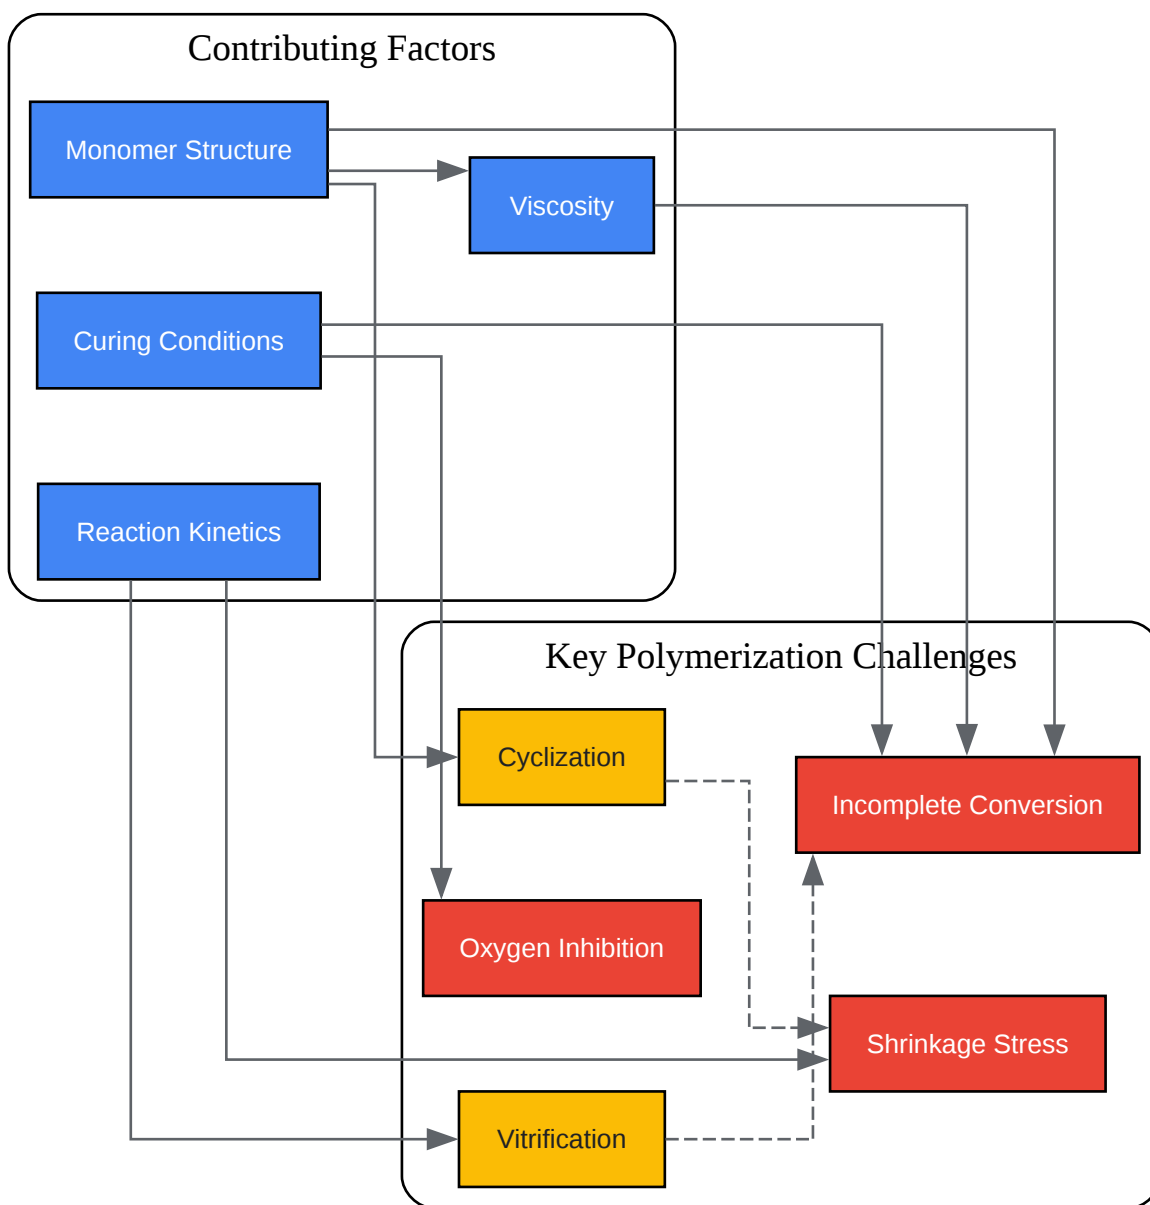 Contributing Factors
Monomer Structure
Viscosity
Curing Conditions
Reaction Kinetics
Key Polymerization Challenges
Cyclization
Incomplete Conversion
Oxygen Inhibition
Shrinkage Stress
Vitrification